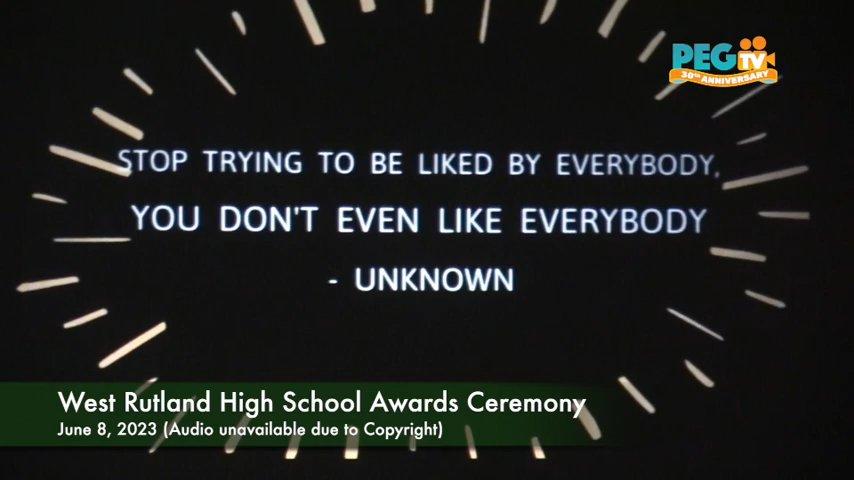 PEG
TV
30th ANNIVERSARY
STOP TRYING TO BE LIKED BY EVERYBODY,
YOU DON'T EVEN LIKE EVERYBODY
- UNKNOWN
West Rutland High School Awards Ceremony
June 8, 2023 (Audio unavailable due to Copyright)